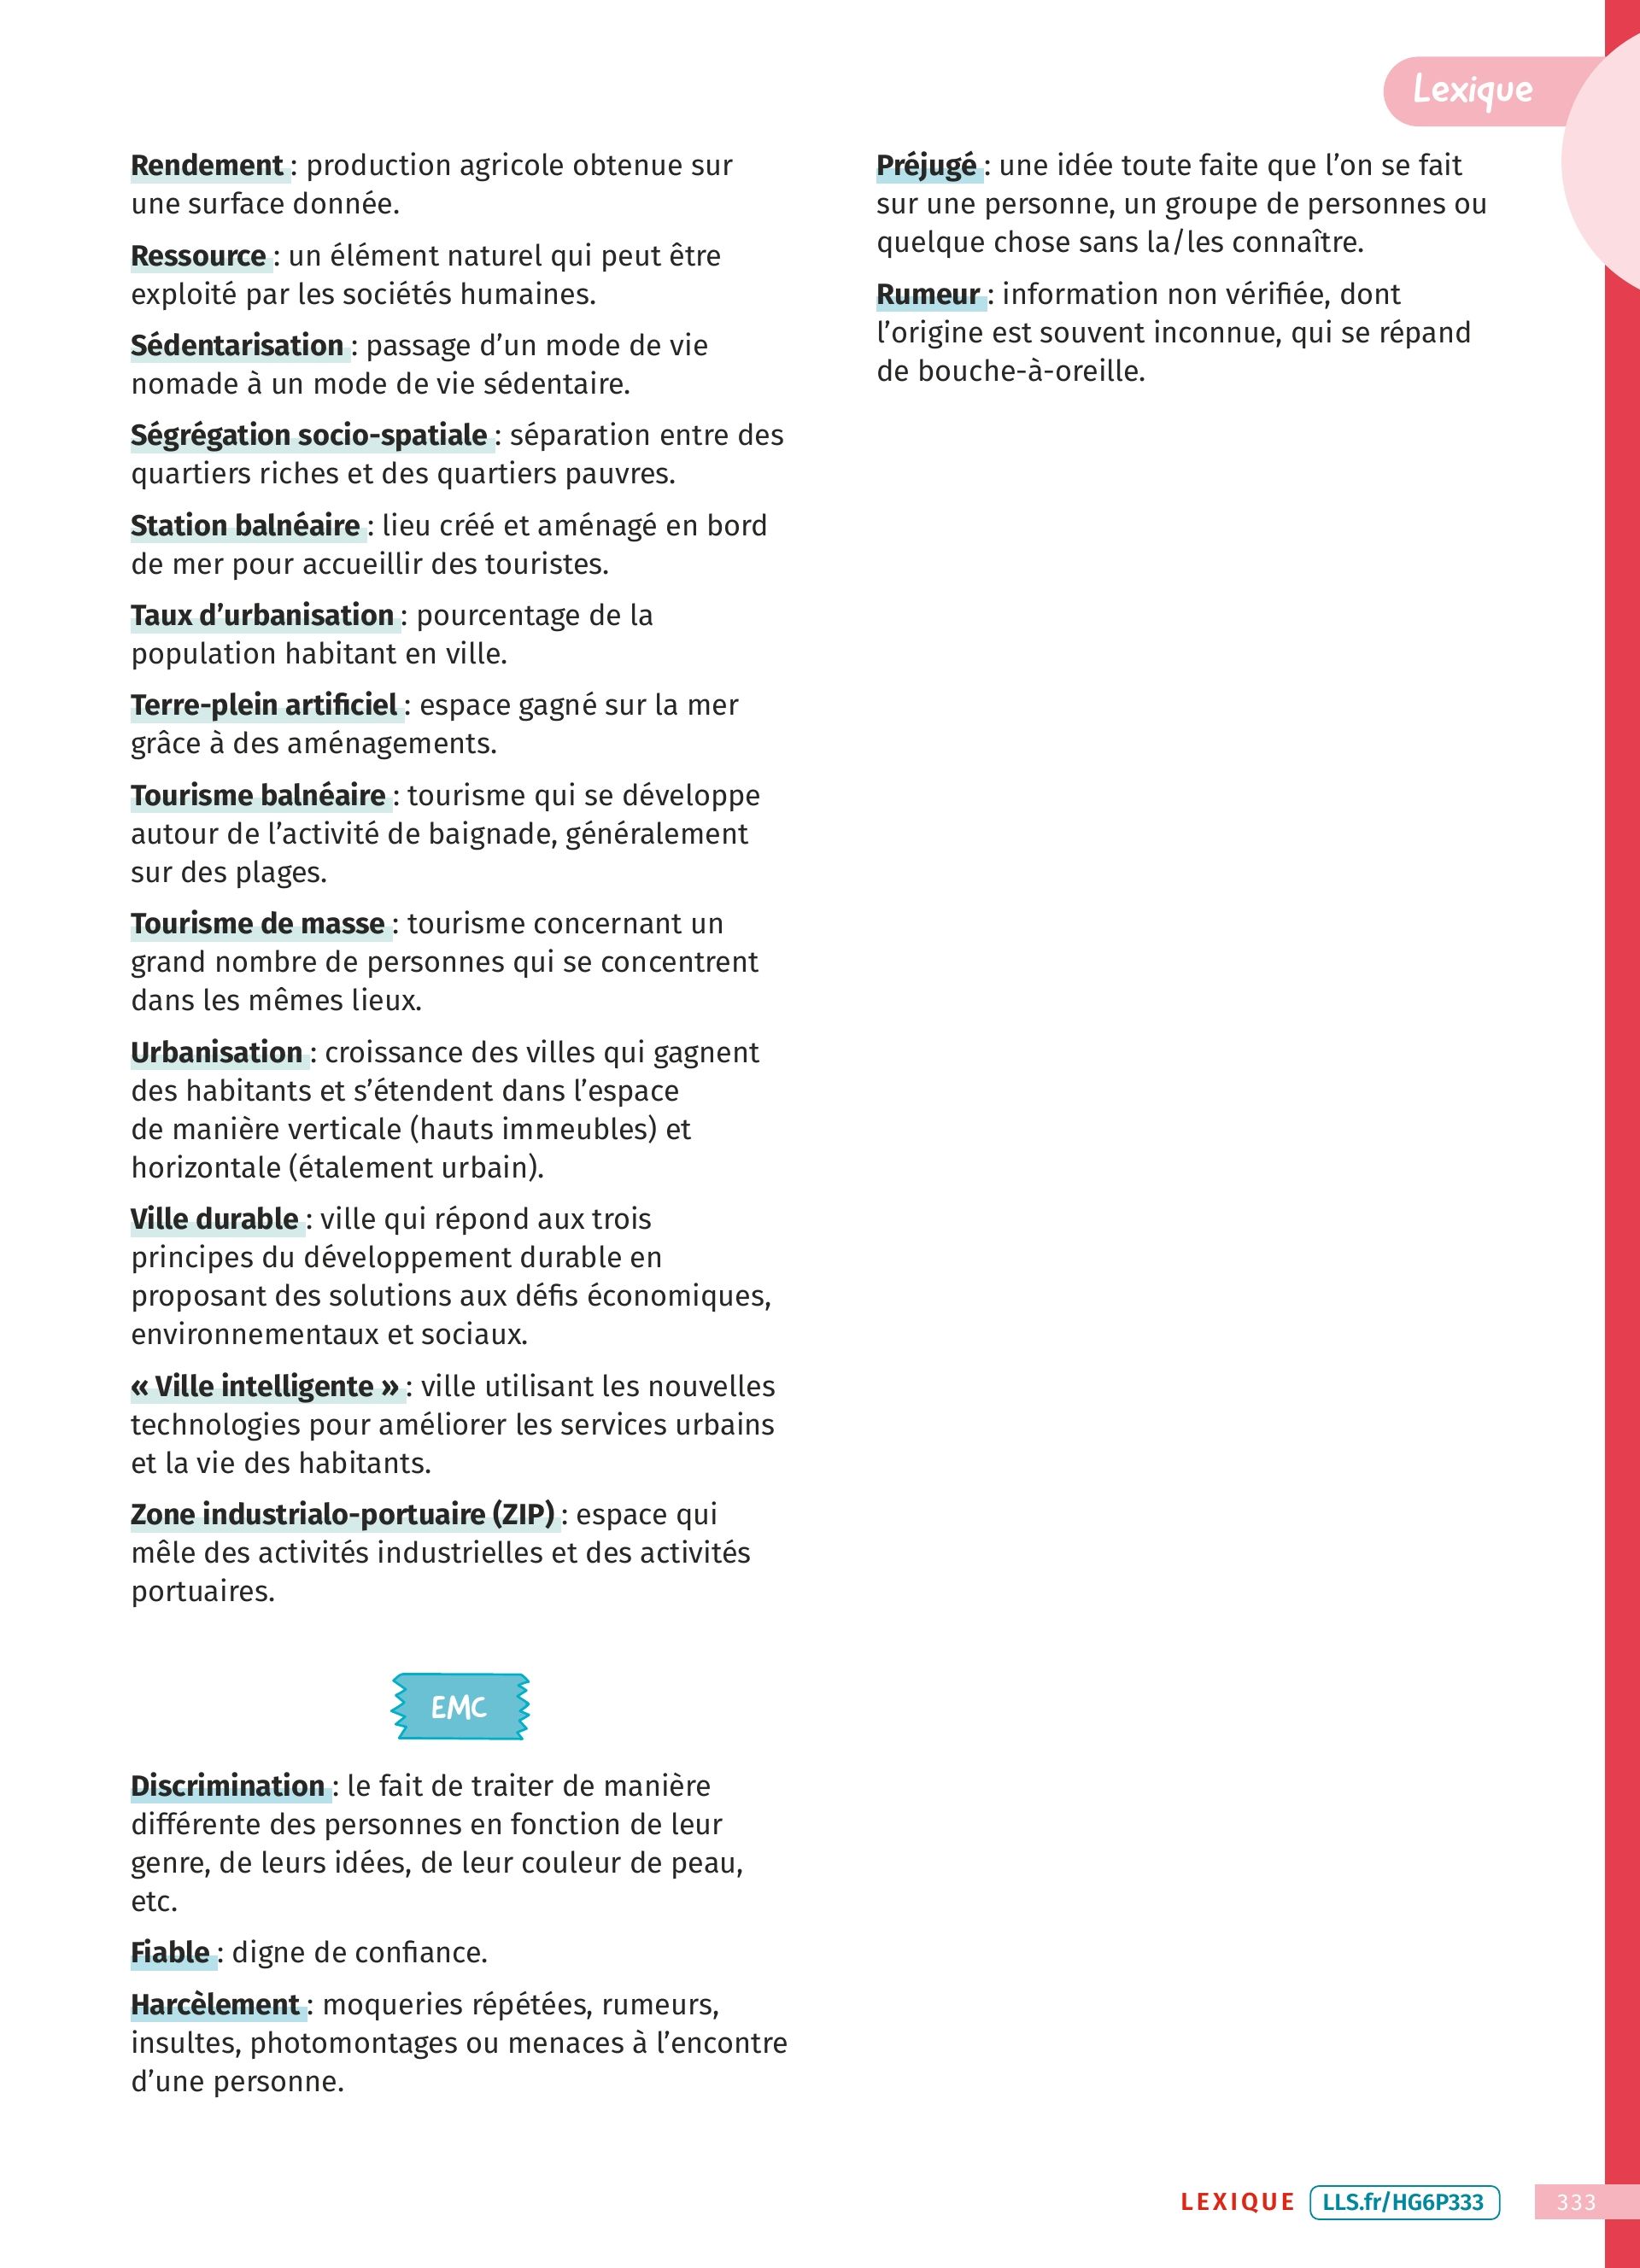 Lexique
Rendement : production agricole obtenue sur
une surface donnée.
Ressource : un élément naturel qui peut être
exploité par les sociétés humaines.
Sédentarisation : passage d’un mode de vie
nomade à un mode de vie sédentaire.
Ségrégation socio-spatiale : séparation entre des
quartiers riches et des quartiers pauvres.
Station balnéaire : lieu créé et aménagé en bord
de mer pour accueillir des touristes.
Taux d’urbanisation : pourcentage de la
population habitant en ville.
Terre-plein artificiel : espace gagné sur la mer
grâce à des aménagements.
Tourisme balnéaire : tourisme qui se développe
autour de l’activité de baignade, généralement
sur des plages.
Tourisme de masse : tourisme concernant un
grand nombre de personnes qui se concentrent
dans les mêmes lieux.
Urbanisation : croissance des villes qui gagnent
des habitants et s’étendent dans l’espace
de manière verticale (hauts immeubles) et
horizontale (étalement urbain).
Ville durable : ville qui répond aux trois
principes du développement durable en
proposant des solutions aux défis économiques,
environnementaux et sociaux.
« Ville intelligente » : ville utilisant les nouvelles
technologies pour améliorer les services urbains
et la vie des habitants.
Zone industrialo-portuaire (ZIP) : espace qui
mêle des activités industrielles et des activités
portuaires.
EMC
Discrimination : le fait de traiter de manière
différente des personnes en fonction de leur
genre, de leurs idées, de leur couleur de peau,
etc.
Fiable : digne de confiance.
Harcèlement : moqueries répétées, rumeurs,
insultes, photomontages ou menaces à l’encontre
d’une personne.
Préjugé : une idée toute faite que l’on se fait
sur une personne, un groupe de personnes ou
quelque chose sans la/les connaître.
Rumeur : information non vérifiée, dont
l’origine est souvent inconnue, qui se répand
de bouche-à-oreille.
LEXIQUE LLS.fr/HG6P333 333